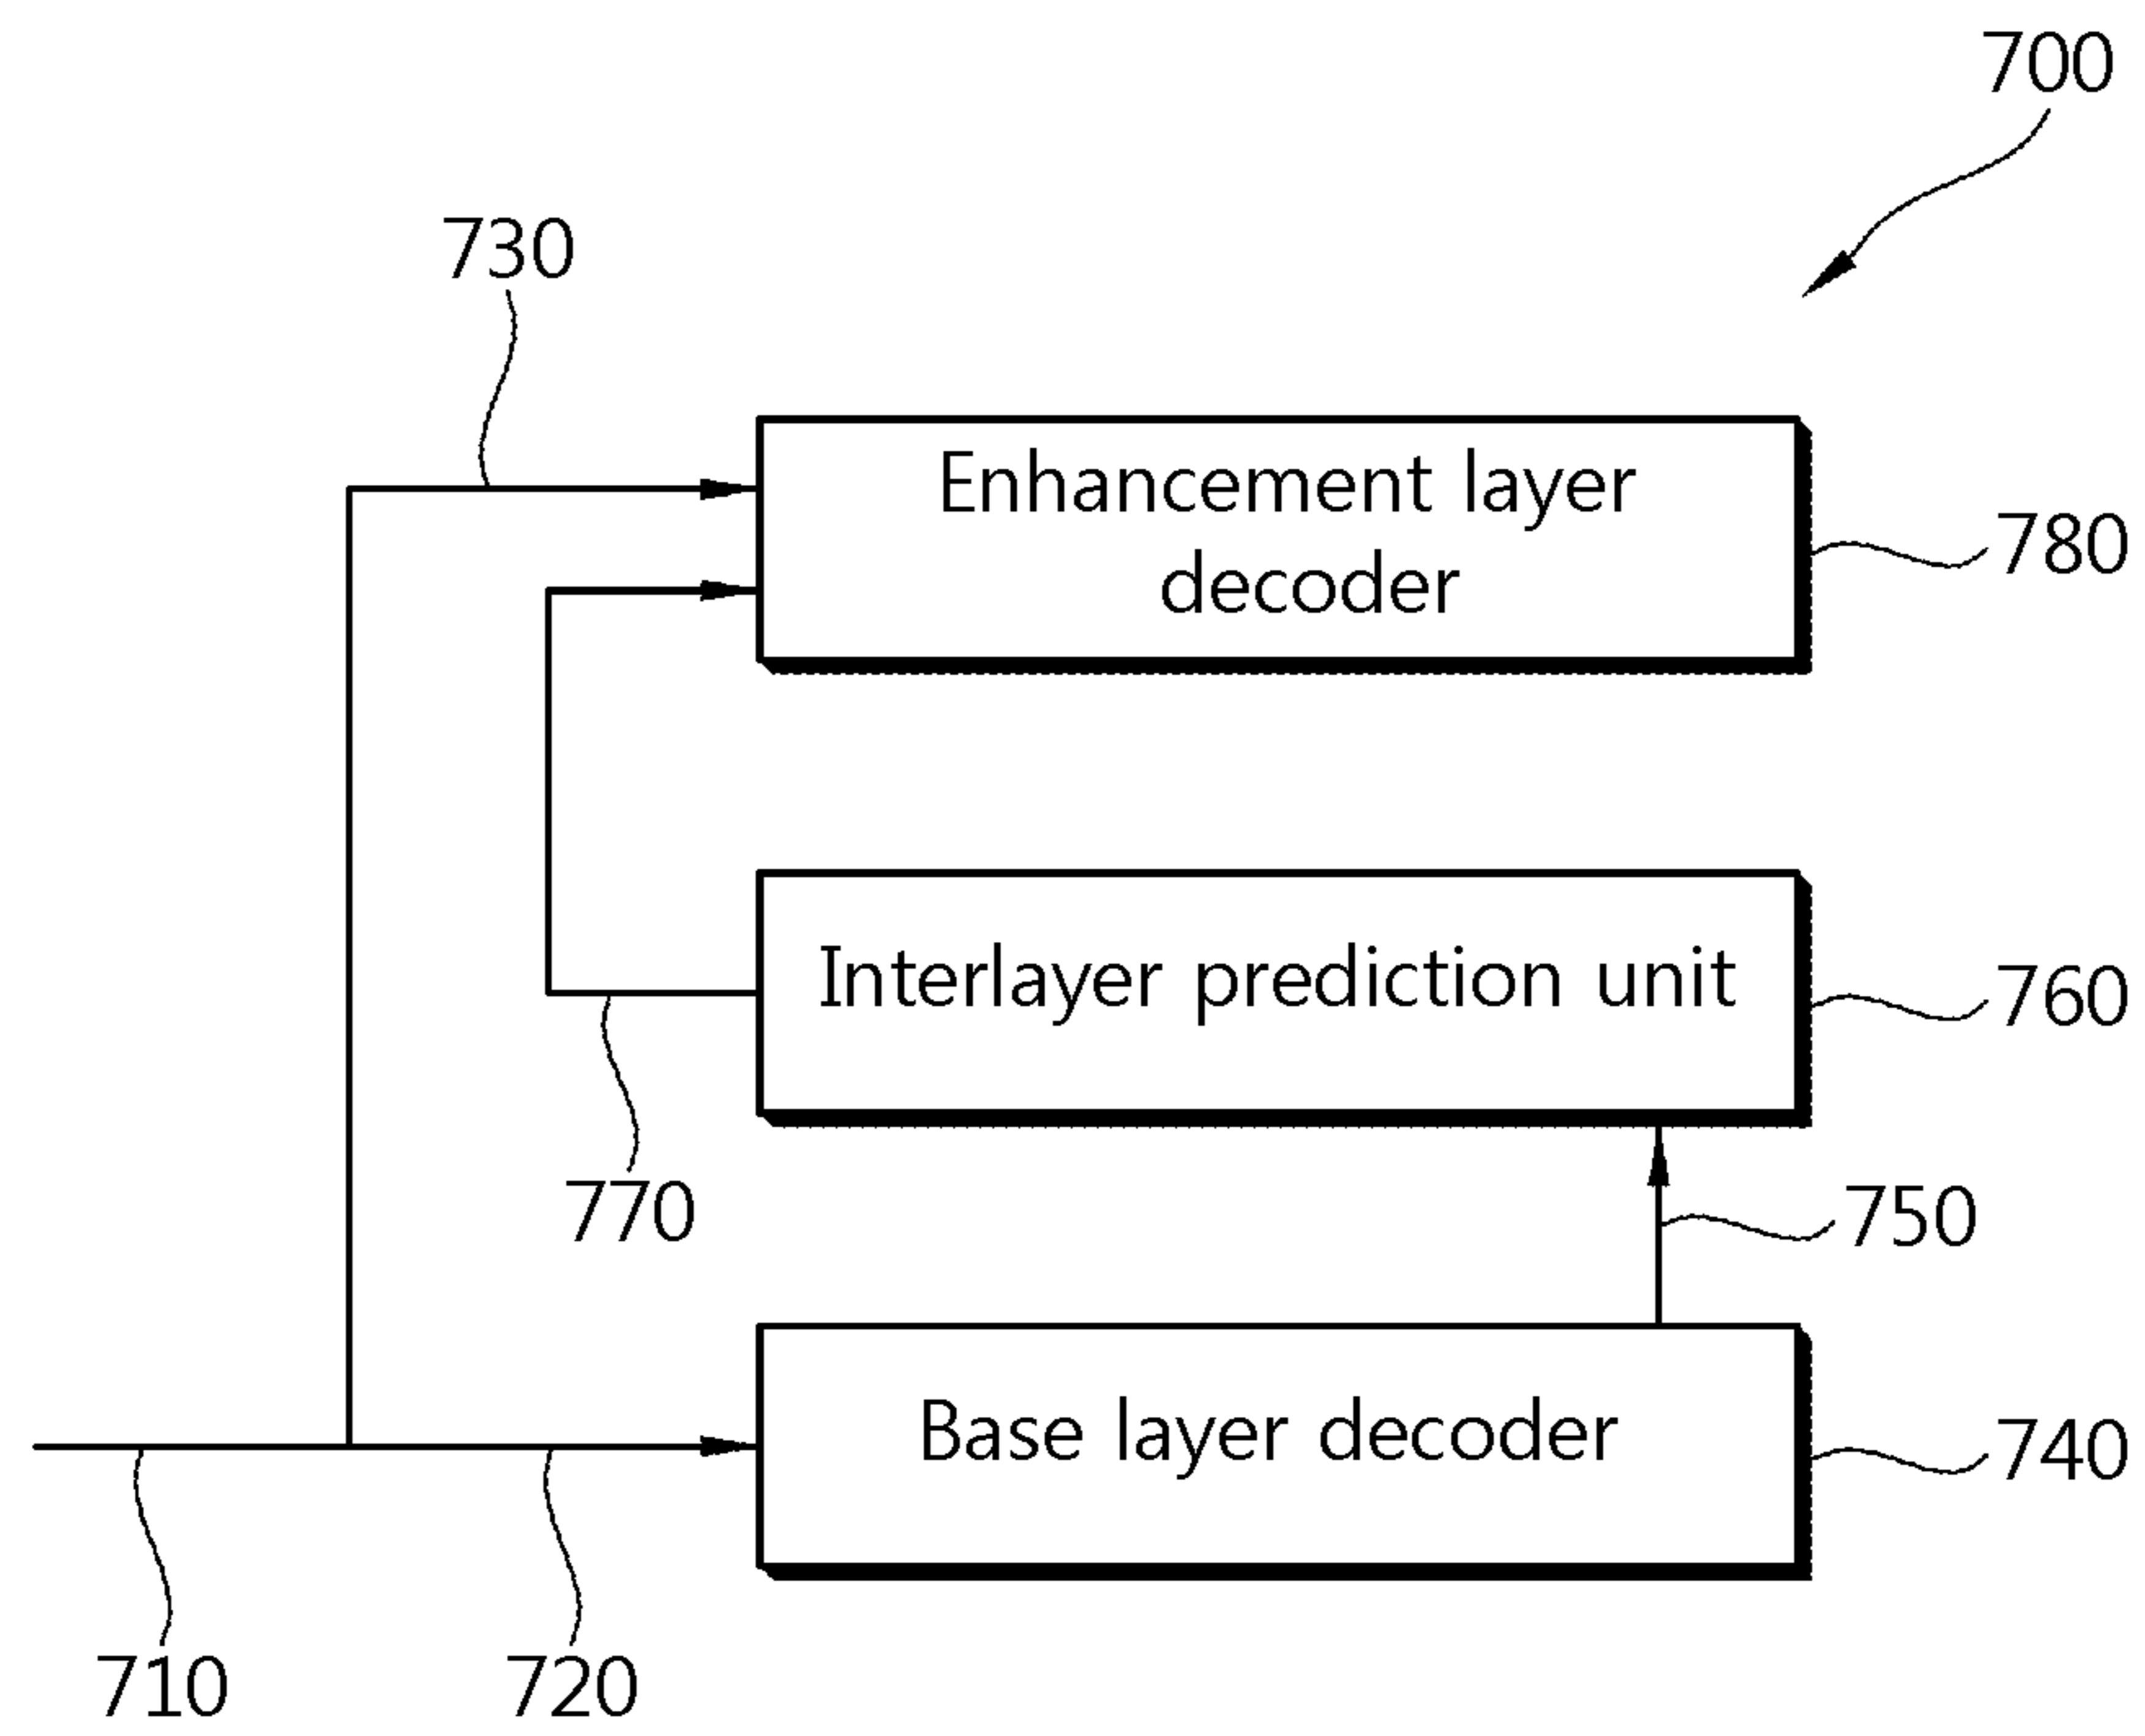 700
730
Enhancement layer
decoder
780
Interlayer prediction unit
760
770
750
Base layer decoder
740
710
720